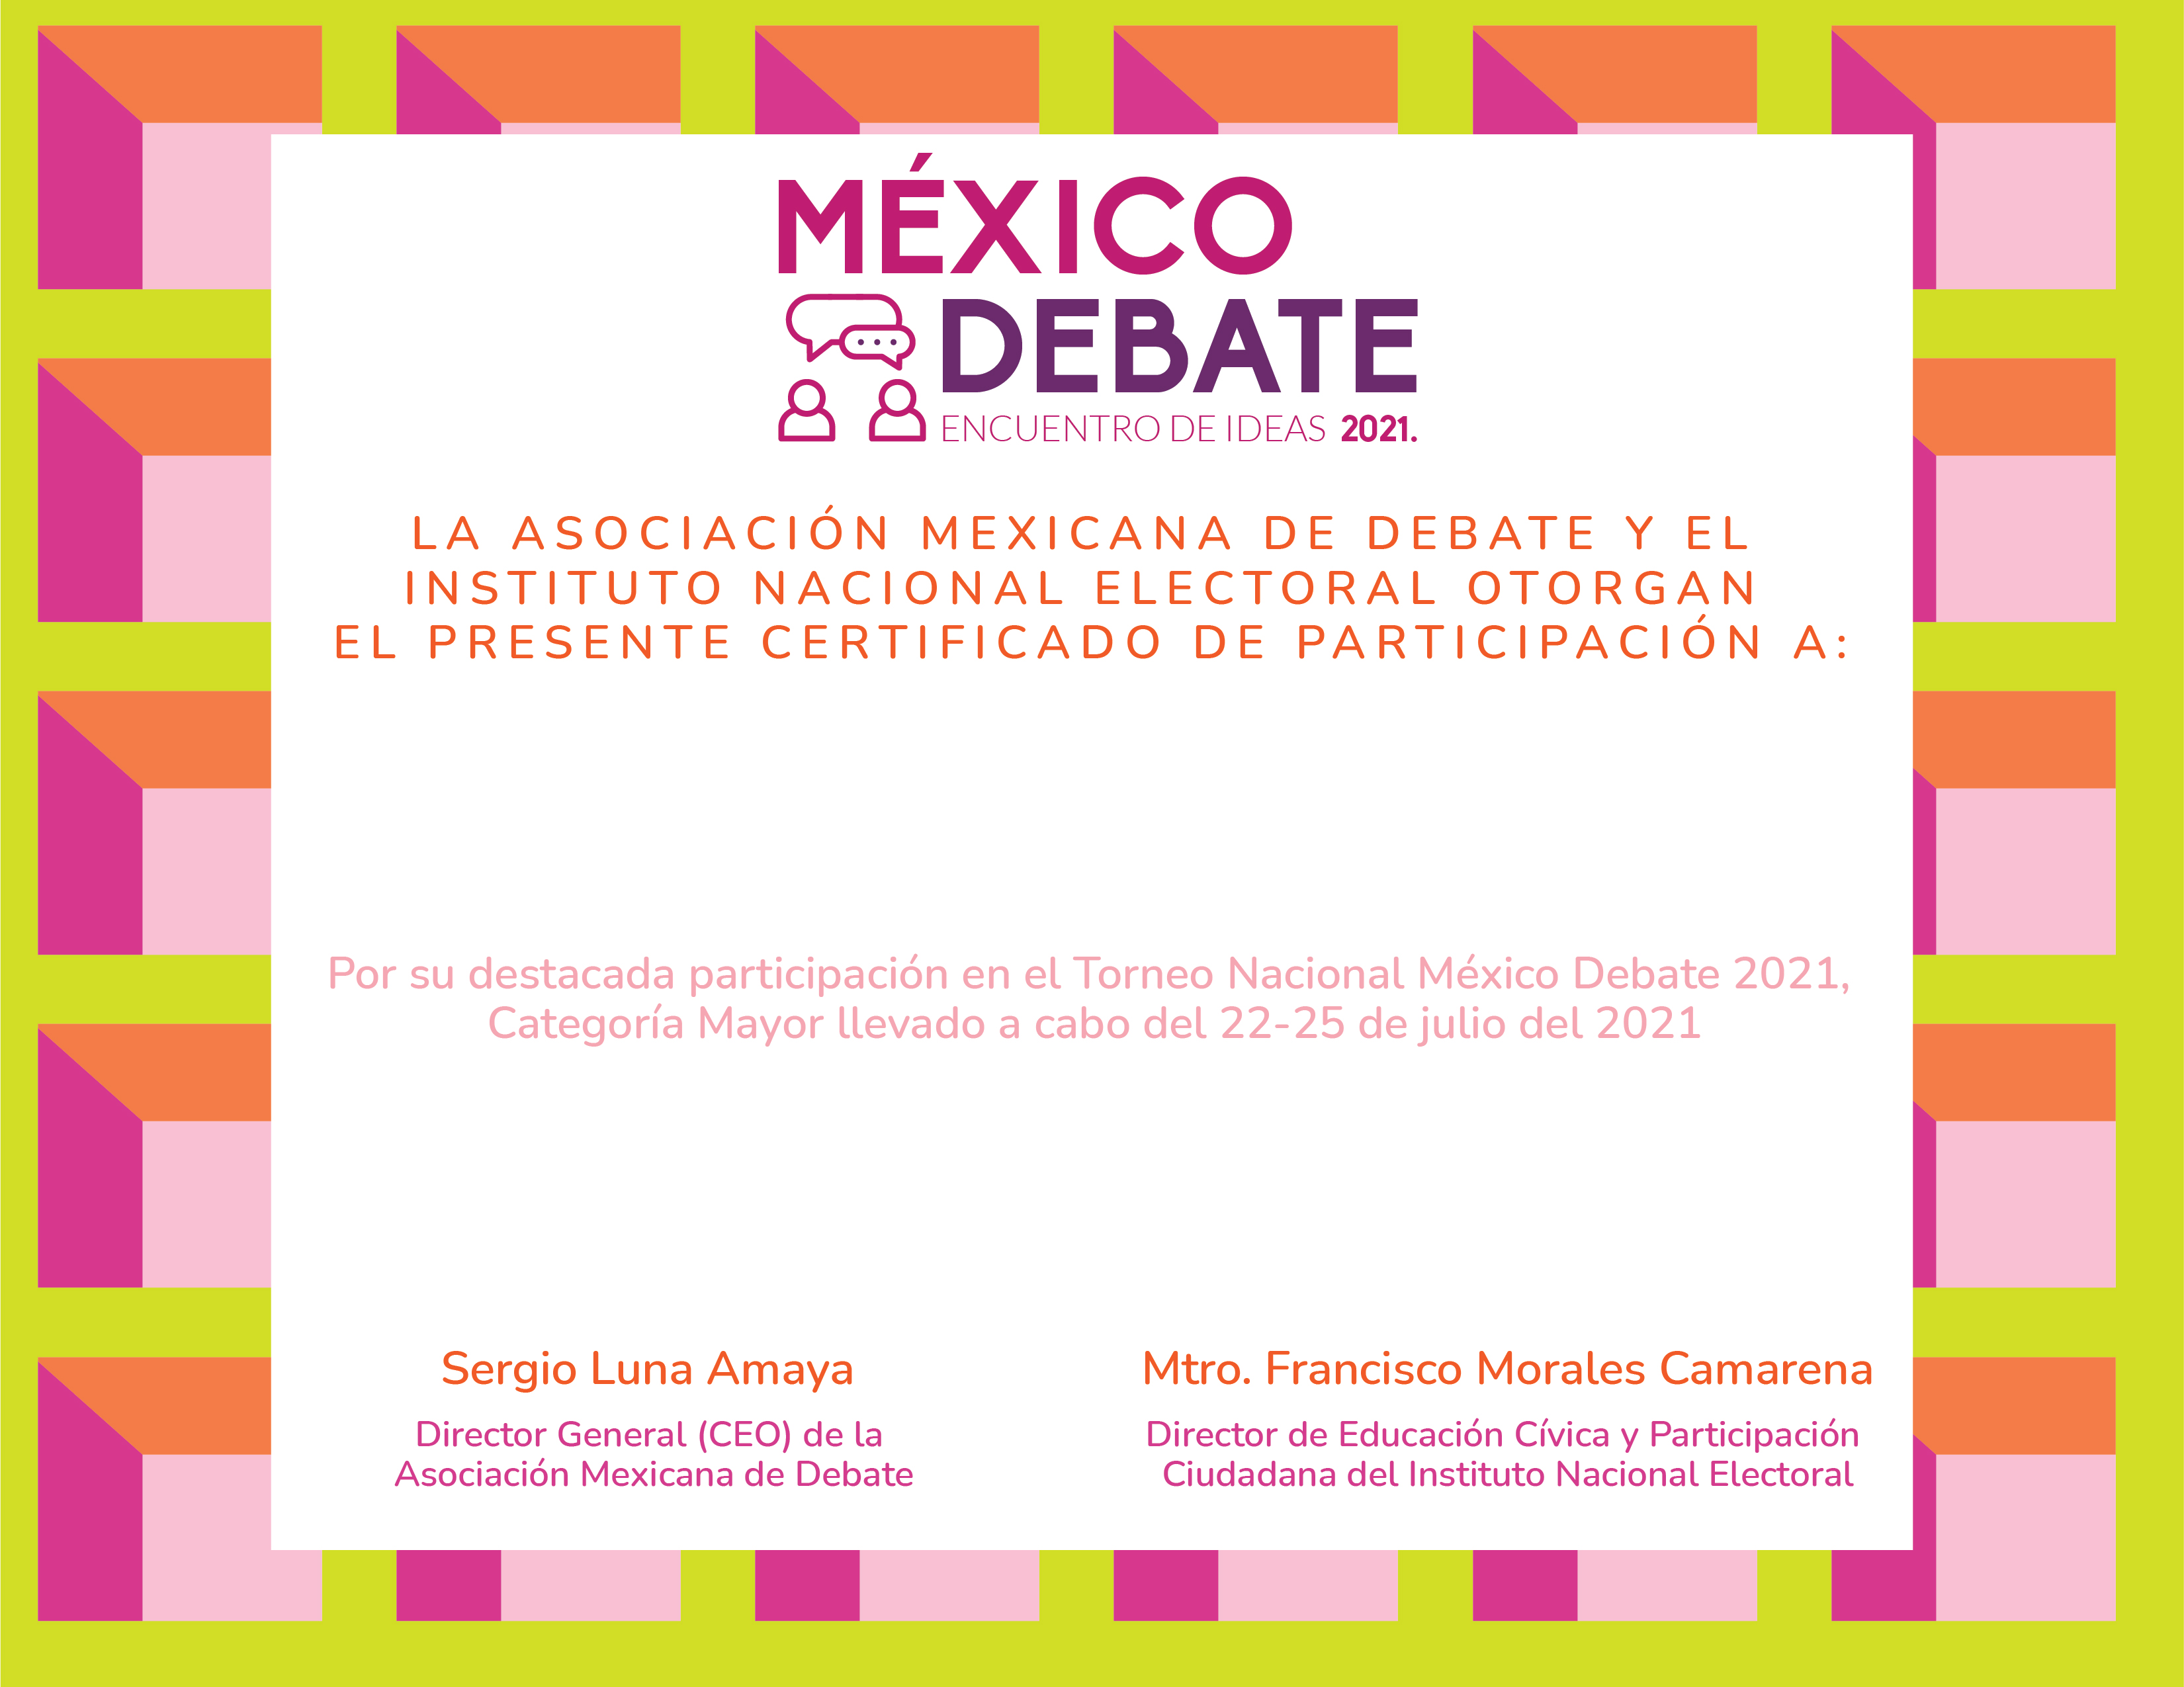 MÉXICO
DEBATE
ENCUENTRO DE IDEAS 2021.
LA ASOCIACIÓN MEXICANA DE DEBATE Y EL
INSTITUTO NACIONAL ELECTORAL OTORGAN
EL PRESENTE CERTIFICADO DE PARTICIPACIÓN A:
Por su destacada participación en el Torneo Nacional México Debate 2021,
Categoría Mayor llevado a cabo del 22-25 de julio del 2021
Sergio Luna Amaya
Director General (CEO) de la
Asociación Mexicana de Debate
Mtro. Francisco Morales Camarena
Director de Educación Cívica y Participación
Ciudadana del Instituto Nacional Electoral